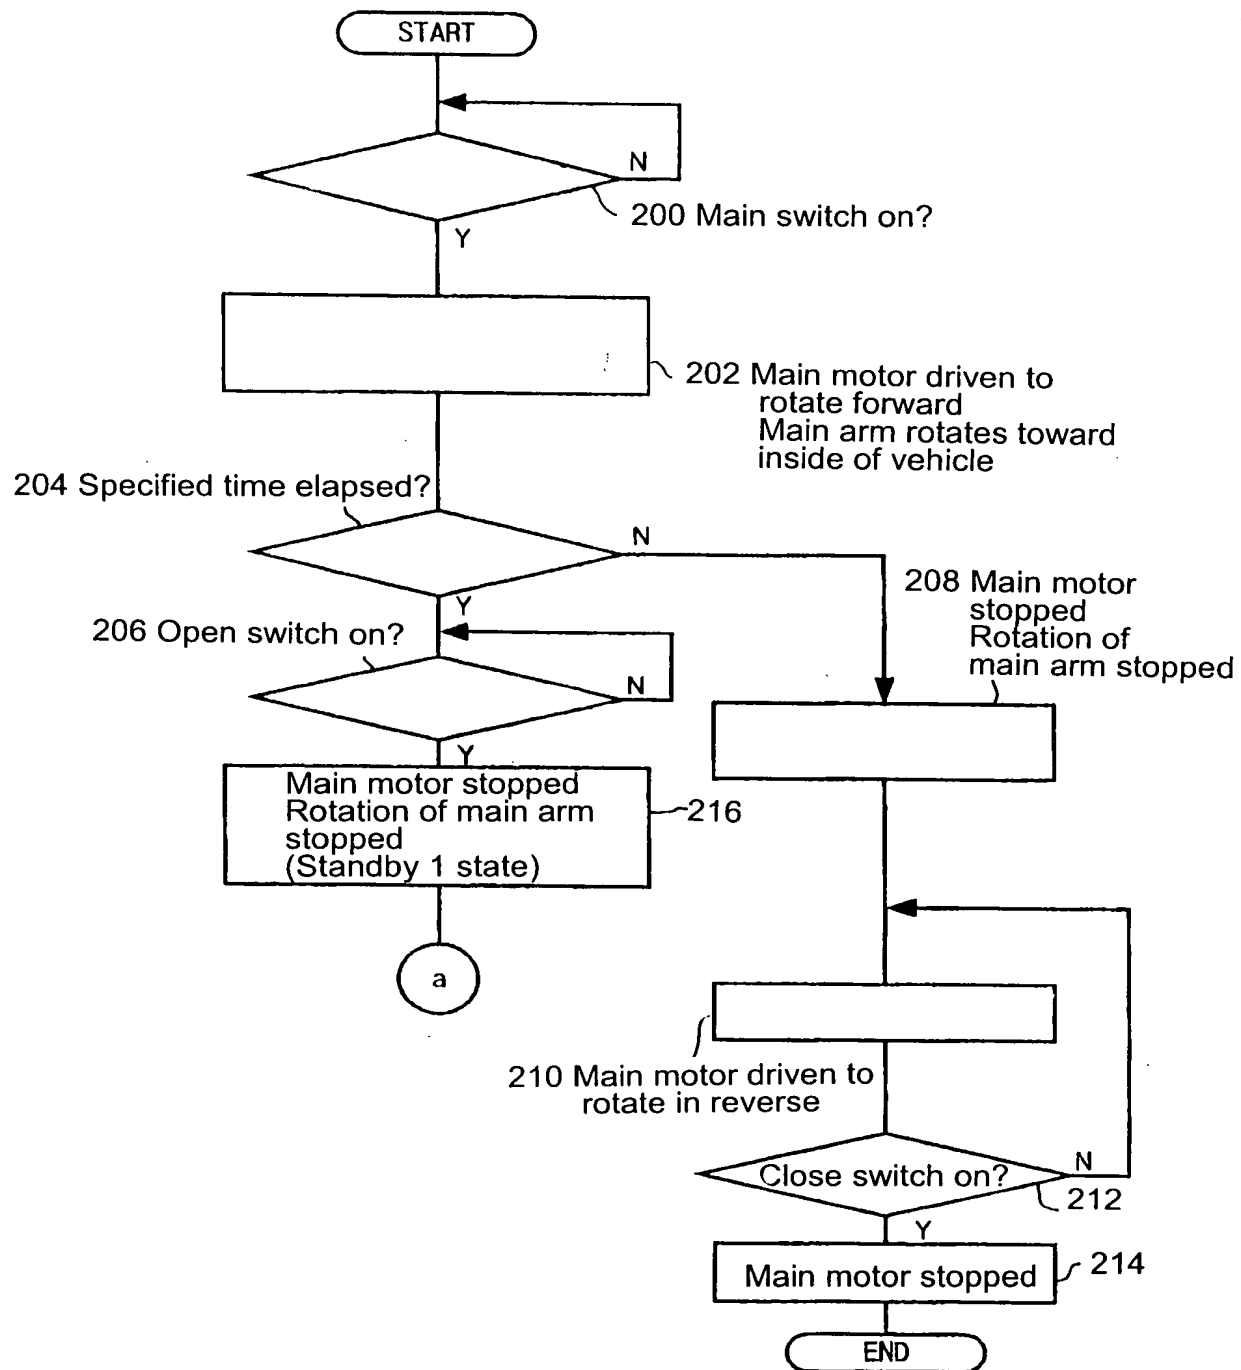 START
N
200 Main switch on?
Y
202 Main motor driven to
rotate forward
Main arm rotates toward
inside of vehicle
204 Specified time elapsed?
N
Y
208 Main motor
stopped
Rotation of
main arm stopped
206 Open switch on?
N
Y
Main motor stopped
Rotation of main arm
stopped
(Standby 1 state)
216
a
210 Main motor driven to
rotate in reverse
Close switch on?
N
212
Y
Main motor stopped
214
END